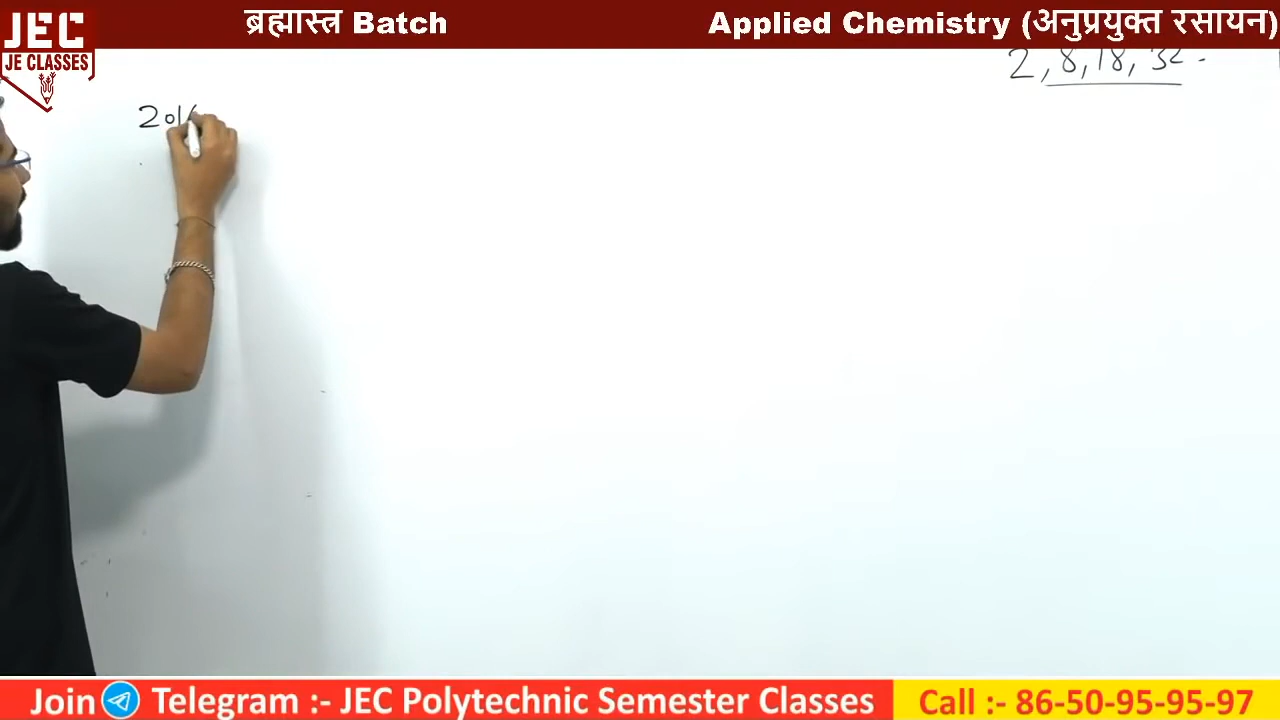 JEC
JE CLASSES
ब्रह्मास्त्र Batch
Applied Chemistry (अनुप्रयुक्त रसायन)
2, 8, 18, 32
Join Telegram :- JEC Polytechnic Semester Classes
Call :- 86-50-95-95-97